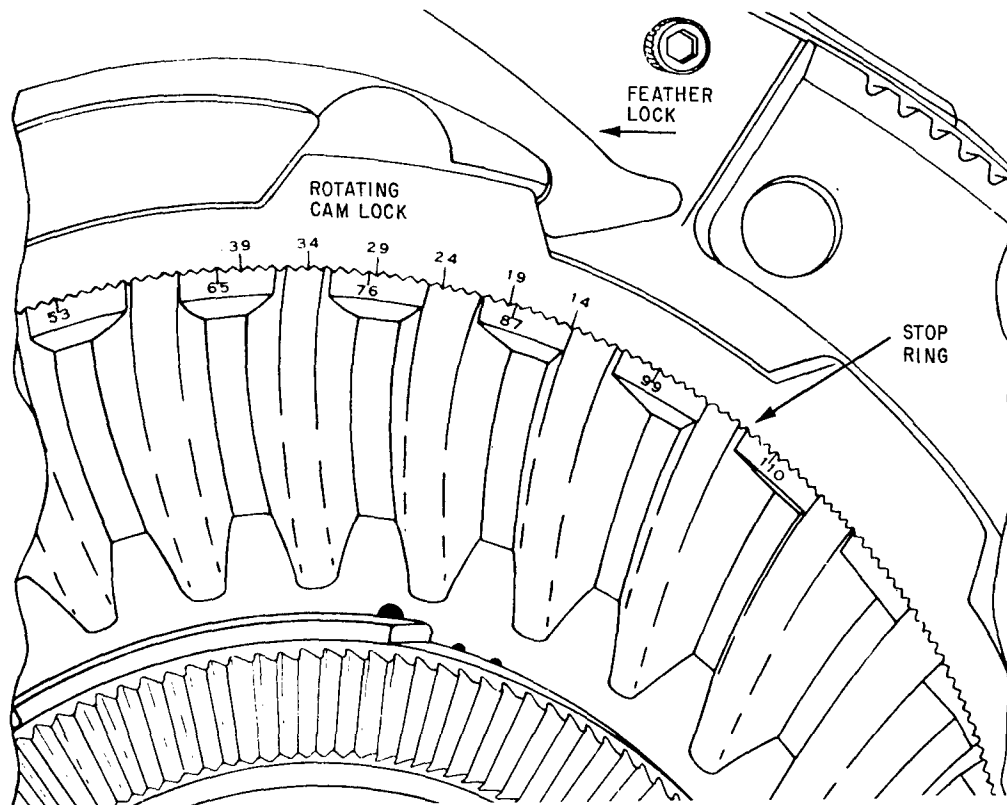 FEATHER
LOCK
ROTATING
CAM LOCK
39 34 29 24 19 14
53 65 76 87 99 110
STOP
RING